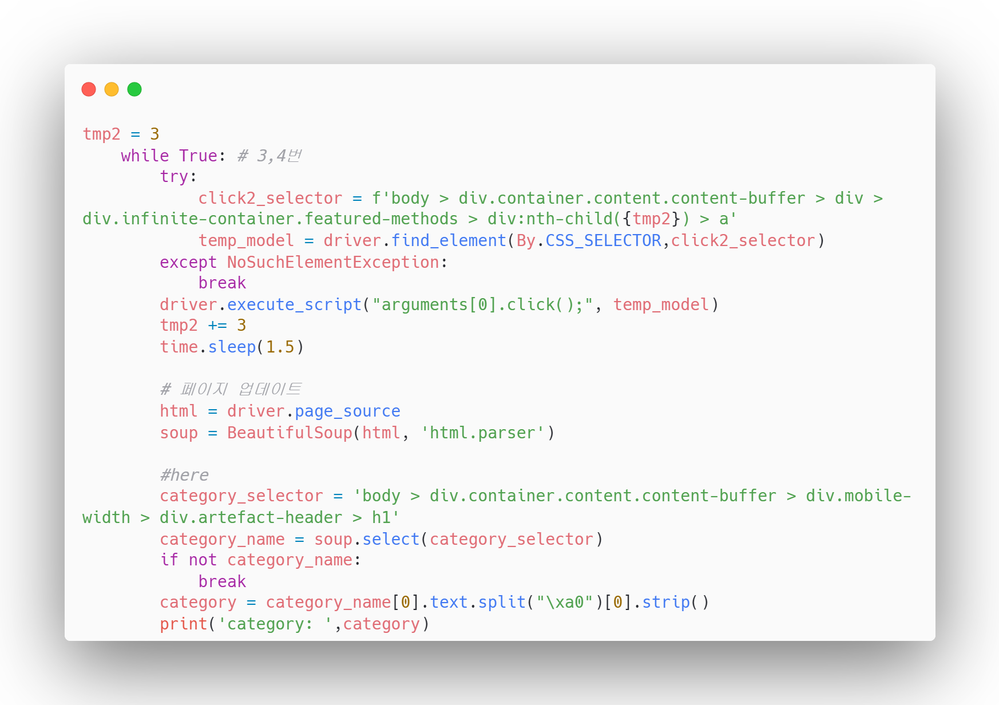 tmp2 = 3
    while True: # 3,4번
        try:
            click2_selector = f'body > div.container.content.content-buffer > div >
div.infinite-container.featured-methods > div:nth-child({tmp2}) > a'
            temp_model = driver.find_element(By.CSS_SELECTOR,click2_selector)
        except NoSuchElementException:
            break
        driver.execute_script("arguments[0].click();", temp_model)
        tmp2 += 3
        time.sleep(1.5)

        # 페이지 업데이트
        html = driver.page_source
        soup = BeautifulSoup(html, 'html.parser')

        #here
        category_selector = 'body > div.container.content.content-buffer > div.mobile-
width > div.artefact-header > h1'
        category_name = soup.select(category_selector)
        if not category_name:
            break
        category = category_name[0].text.split("\xa0")[0].strip()
        print('category: ',category)